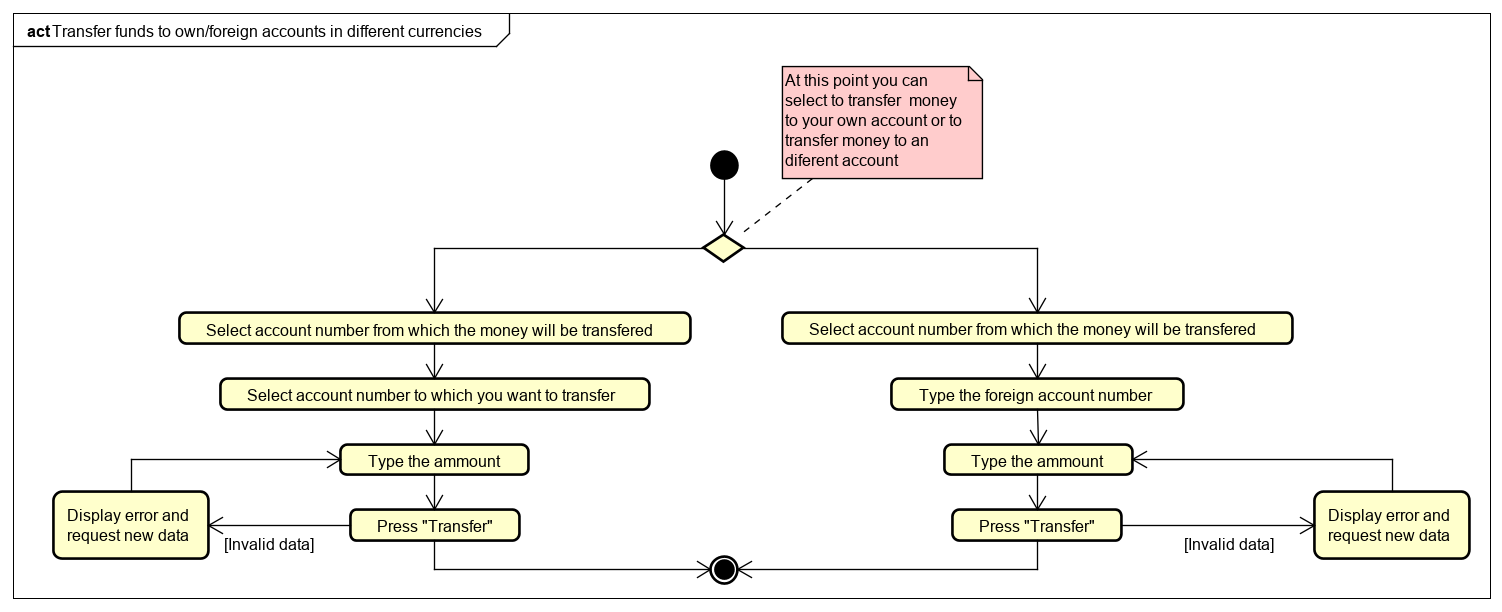 act Transfer funds to own/foreign accounts in different currencies
At this point you can
select to transfer  money
to your own account or to
transfer money to an
diferent account
Select account number from which the money will be transfered
Select account number from which the money will be transfered
Select account number to which you want to transfer
Type the foreign account number
Type the ammount
Type the ammount
Display error and
request new data
Press "Transfer"
Press "Transfer"
Display error and
request new data
[Invalid data]
[Invalid data]